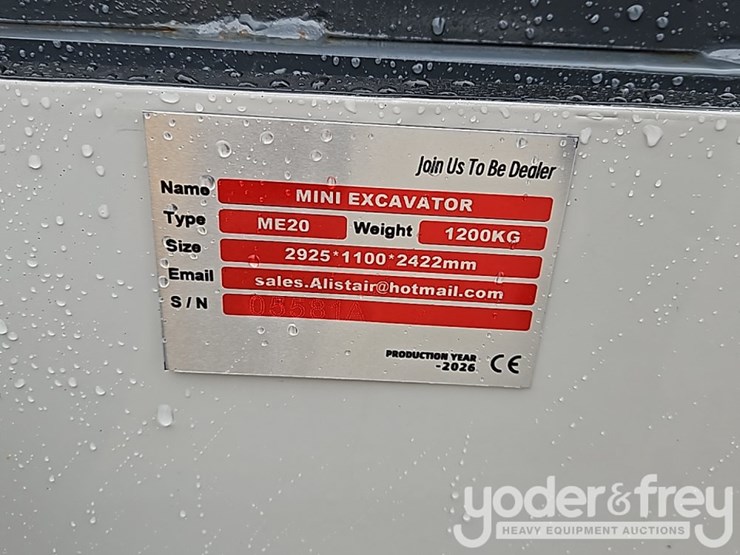 Join Us To Be Dealer
Name MINI EXCAVATOR
Type ME20 Weight 1200KG
Size 2925*1100*2422mm
Email sales.Alistair@hotmail.com
S/N 05581A
PRODUCTION YEAR
-2026 CE
yoder&frey
HEAVY EQUIPMENT AUCTIONS